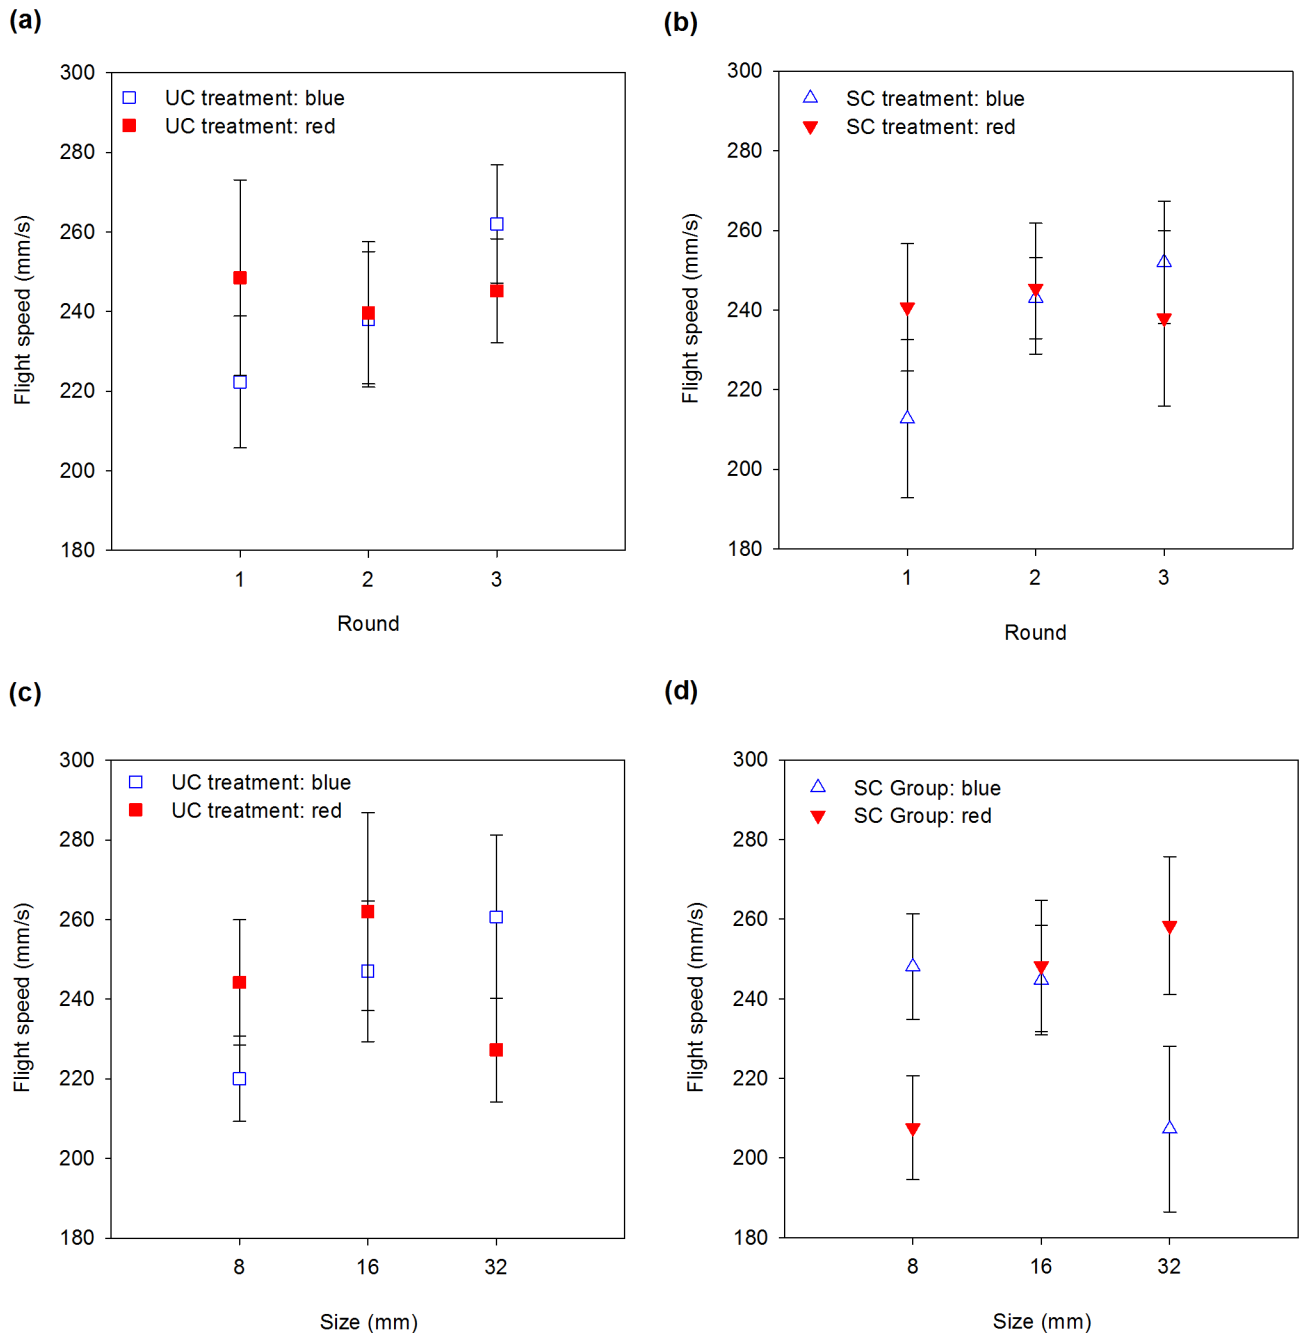 (a)
300
280
260
240
220
200
180
Flight speed (mm/s)
UC treatment: blue
UC treatment: red
1 2 3
Round
(b)
300
280
260
240
220
200
180
Flight speed (mm/s)
SC treatment: blue
SC treatment: red
1 2 3
Round
(c)
300
280
260
240
220
200
180
Flight speed (mm/s)
UC treatment: blue
UC treatment: red
8 16 32
Size (mm)
(d)
300
280
260
240
220
200
180
Flight speed (mm/s)
SC Group: blue
SC Group: red
8 16 32
Size (mm)